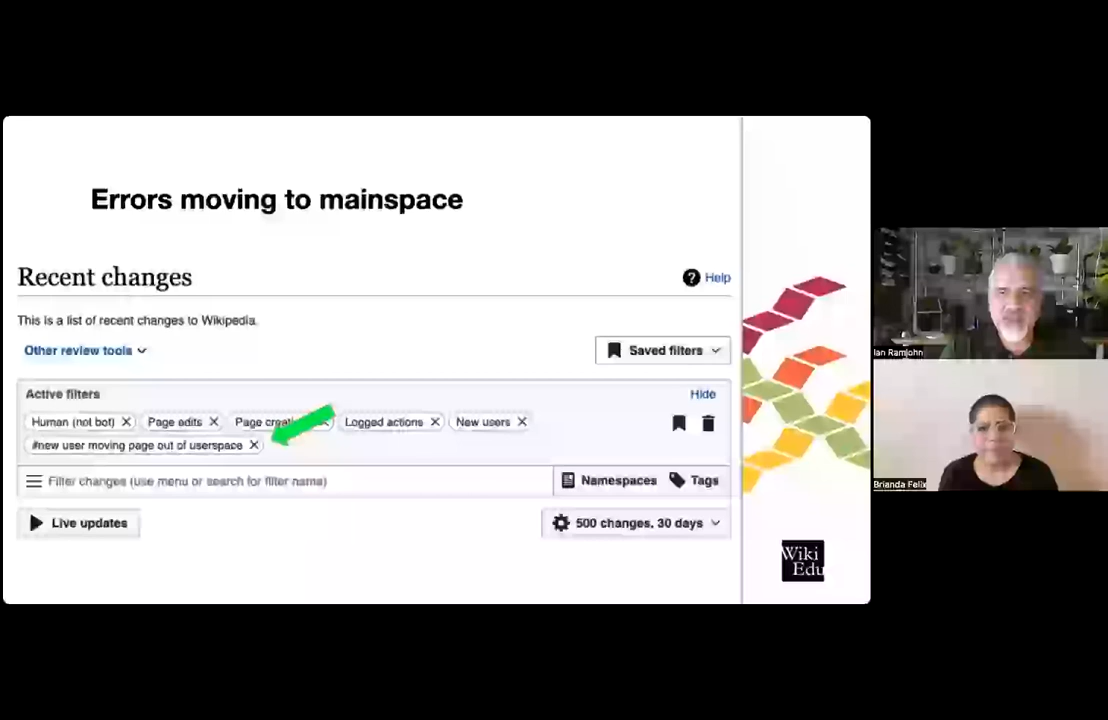 Errors moving to mainspace
Recent changes
Help
This is a list of recent changes to Wikipedia.
Other review tools
Saved filters
Active filters
Hide
Human (not bot) Page edits Logged actions New users
#new user moving page out of userspace
Filter changes (use menu or search for filter name)
Namespaces
Tags
Live updates
500 changes, 30 days
Wiki
Edu
Ian Ramjohn
Brianda Felix